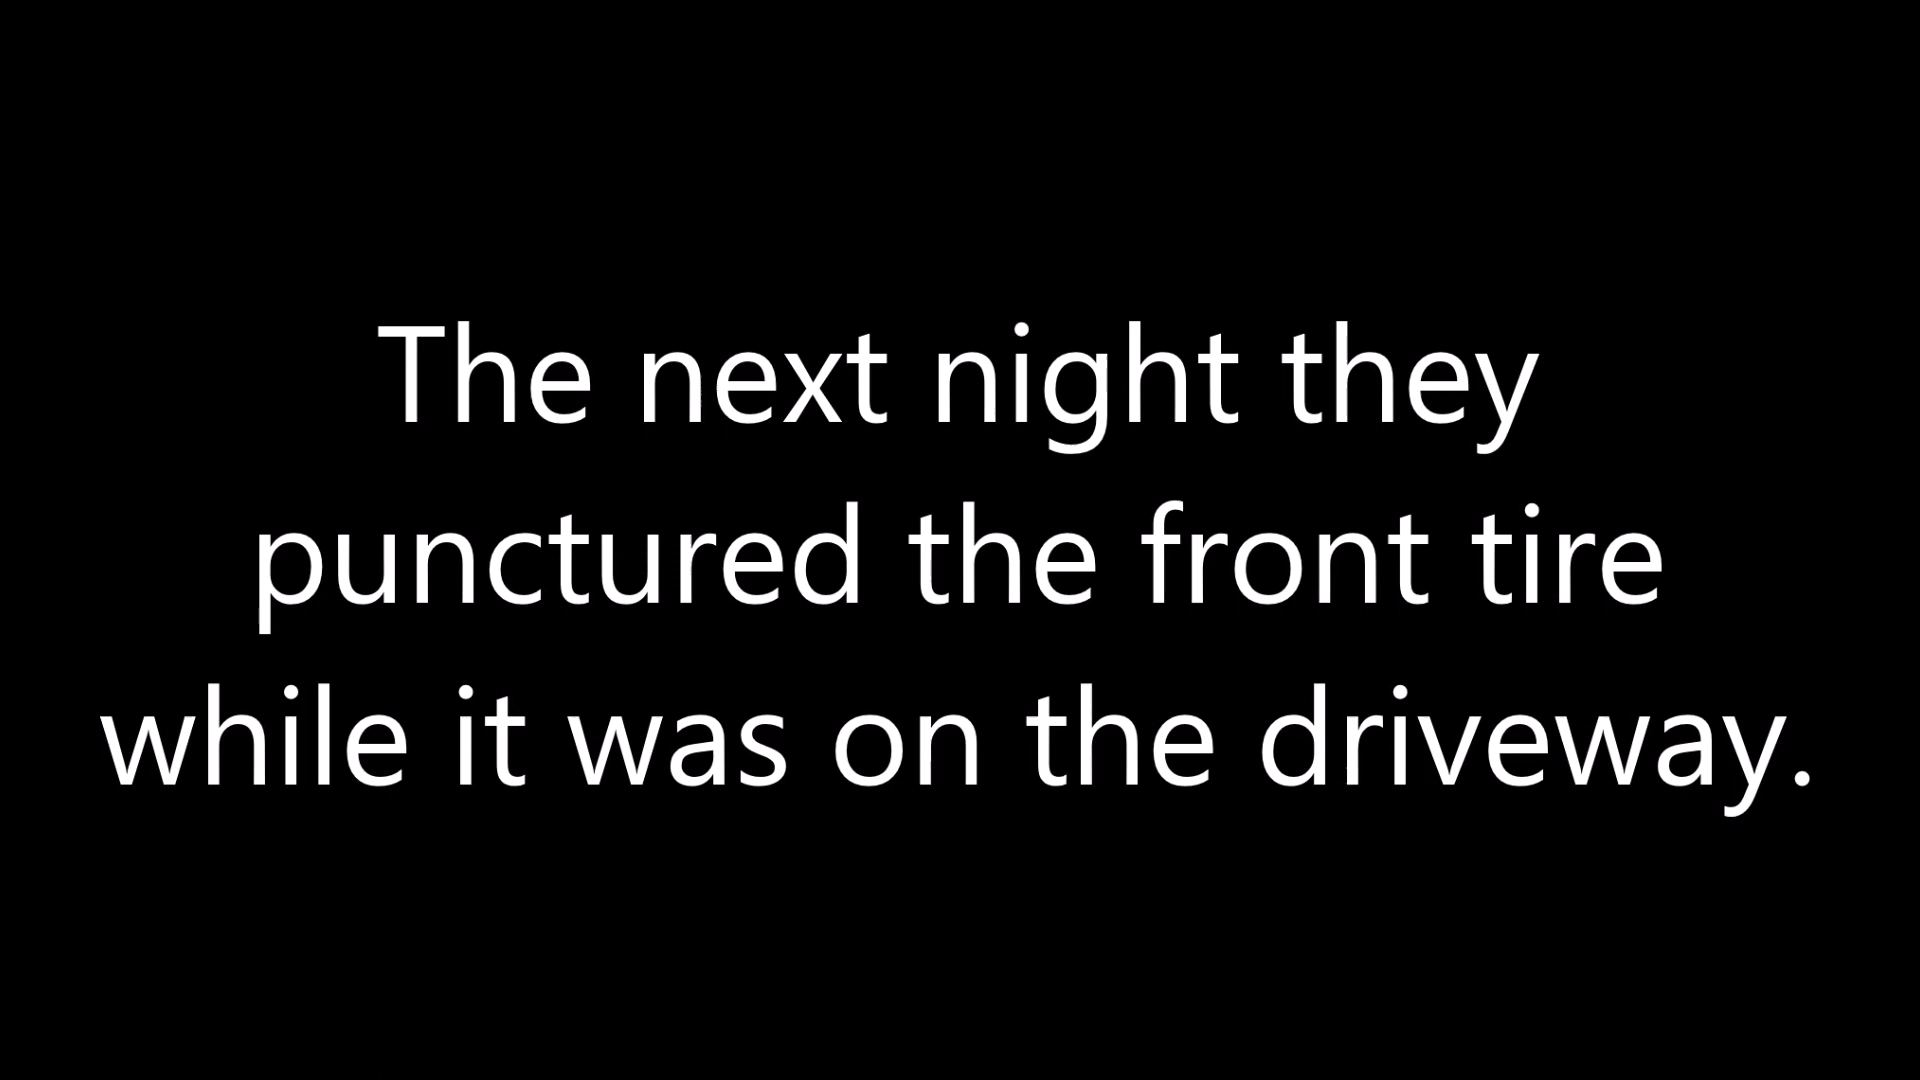 The next night they
punctured the front tire
while it was on the driveway.